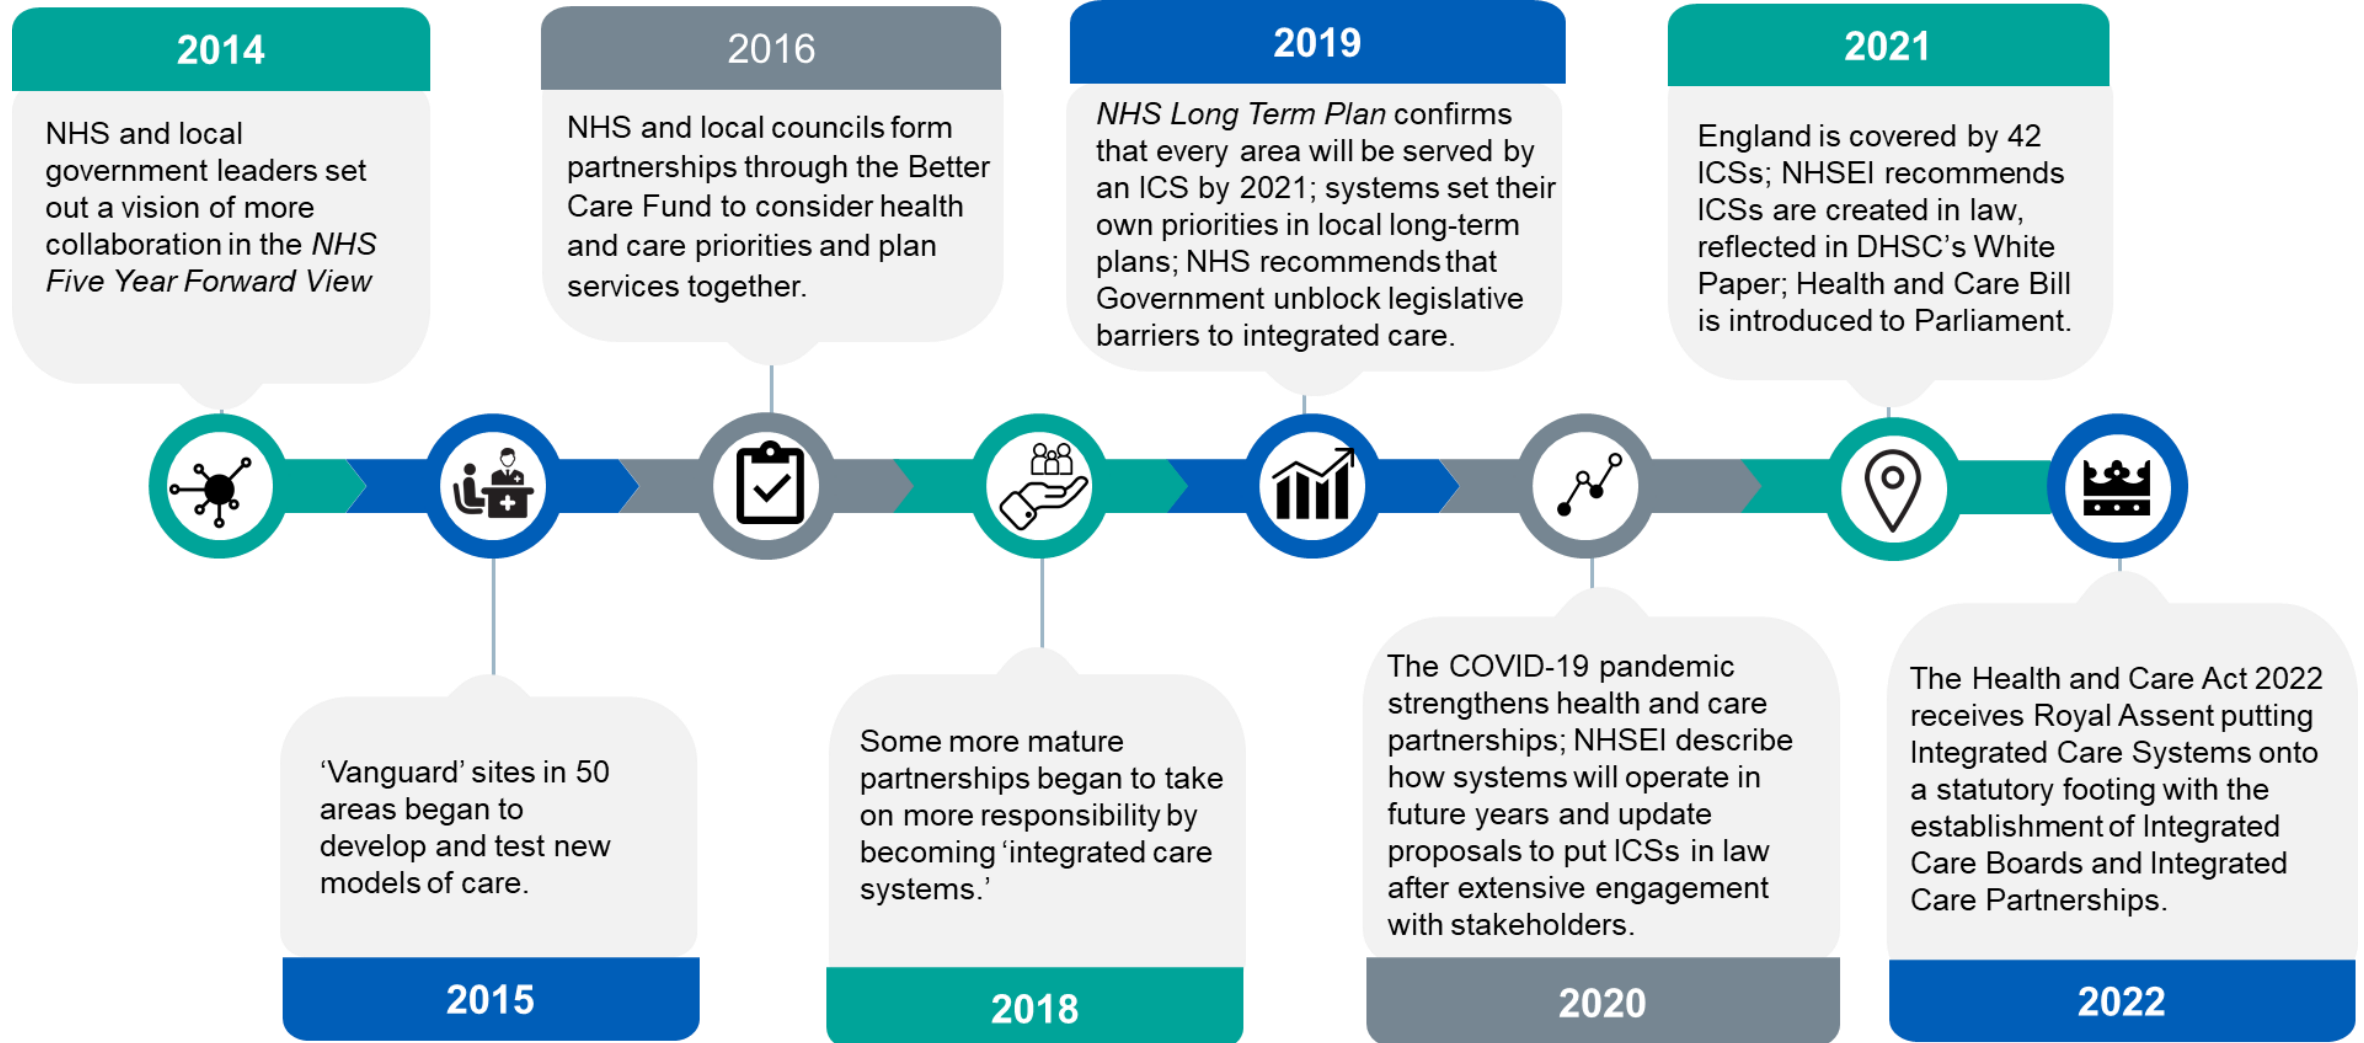 2014
NHS and local
government leaders set
out a vision of more
collaboration in the NHS
Five Year Forward View
2016
NHS and local councils form
partnerships through the Better
Care Fund to consider health
and care priorities and plan
services together.
2019
NHS Long Term Plan confirms
that every area will be served by
an ICS by 2021; systems set their
own priorities in local long-term
plans; NHS recommends that
Government unblock legislative
barriers to integrated care.
2021
England is covered by 42
ICSs; NHSEI recommends
ICSs are created in law,
reflected in DHSC’s White
Paper; Health and Care Bill
is introduced to Parliament.
‘Vanguard’ sites in 50
areas began to
develop and test new
models of care.
2015
Some more mature
partnerships began to take
on more responsibility by
becoming ‘integrated care
systems.’
2018
The COVID-19 pandemic
strengthens health and care
partnerships; NHSEI describe
how systems will operate in
future years and update
proposals to put ICSs in law
after extensive engagement
with stakeholders.
2020
The Health and Care Act 2022
receives Royal Assent putting
Integrated Care Systems onto
a statutory footing with the
establishment of Integrated
Care Boards and Integrated
Care Partnerships.
2022